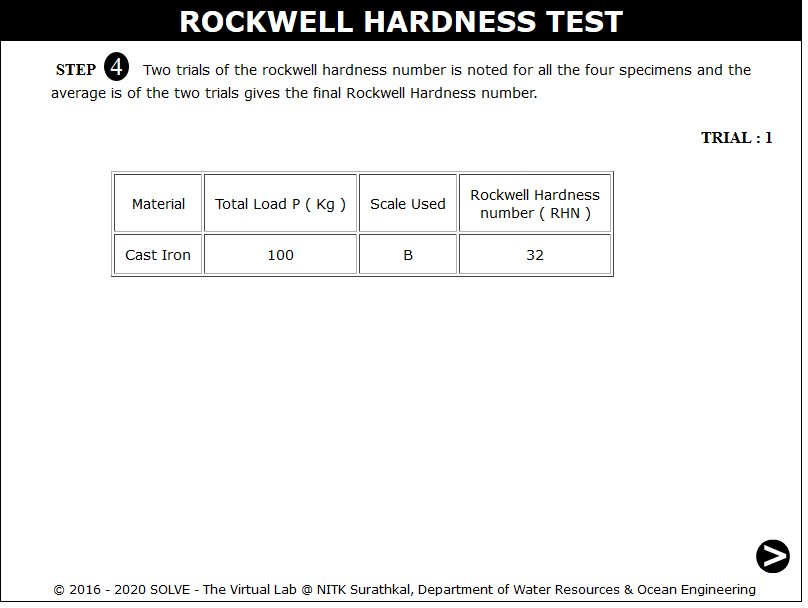 ROCKWELL HARDNESS TEST
STEP 4 Two trials of the rockwell hardness number is noted for all the four specimens and the
average is of the two trials gives the final Rockwell Hardness number.
TRIAL : 1
Material Total Load P ( Kg ) Scale Used Rockwell Hardness
number ( RHN )
Cast Iron 100 B 32
>
© 2016 - 2020 SOLVE - The Virtual Lab @ NITK Surathkal, Department of Water Resources & Ocean Engineering